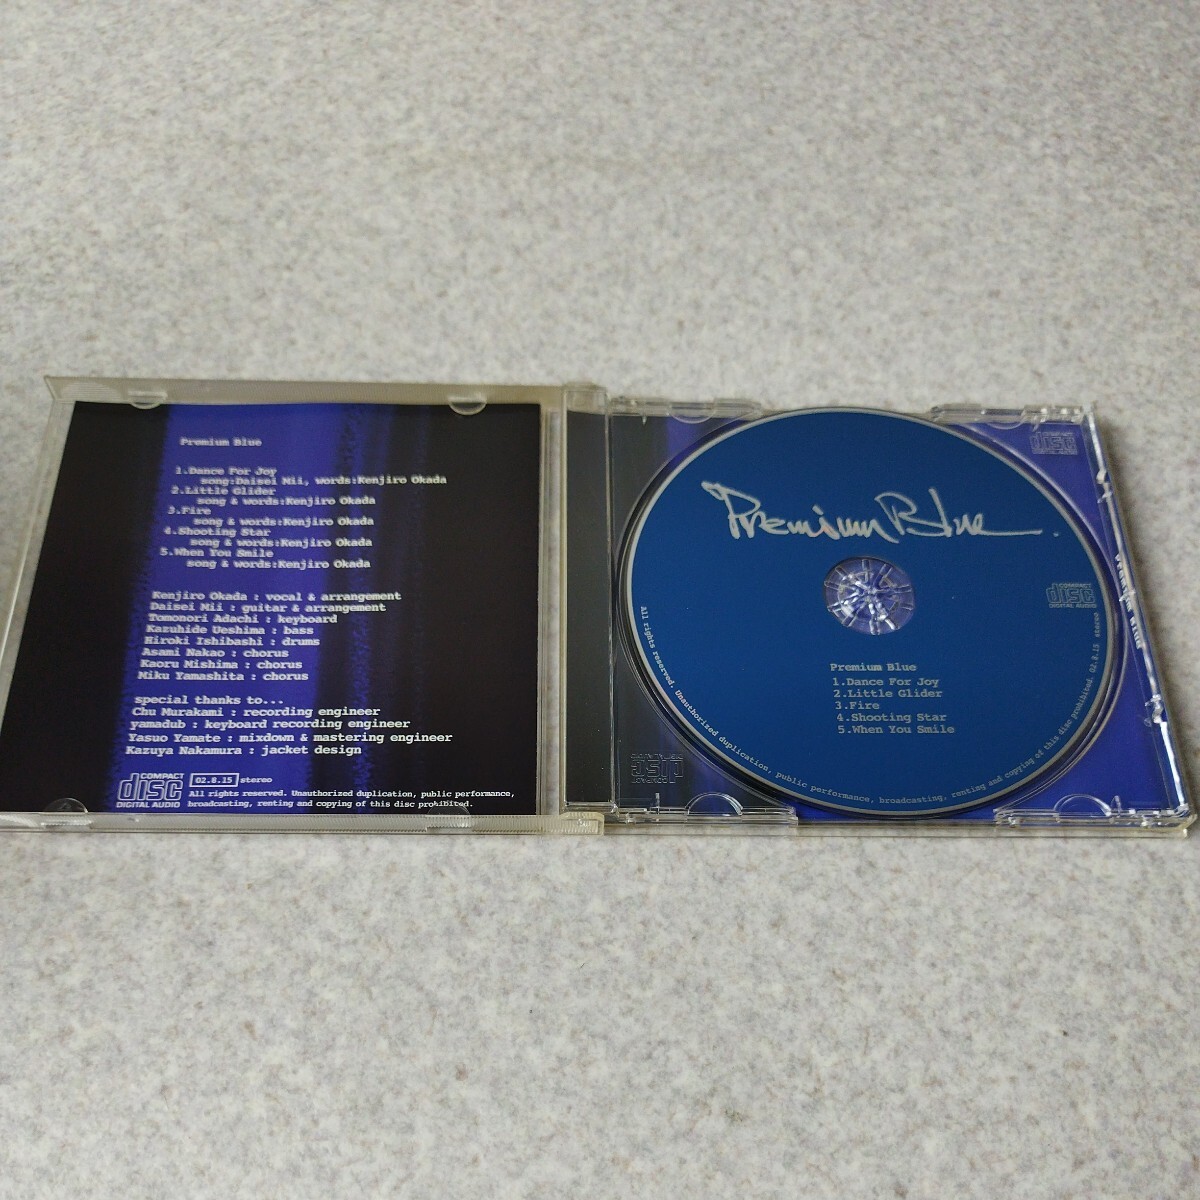 Premium Blue
1.Dance For Joy
song:Daisei Mii, words:Kenjiro Okada
2.Little Glider
song & words:Kenjiro Okada
3.Fire
song & words:Kenjiro Okada
4.Shooting Star
song & words:Kenjiro Okada
5.When You Smile
song & words:Kenjiro Okada
Kenjiro Okada : vocal & arrangement
Daisei Mii : guitar & arrangement
Tomonori Adachi : keyboard
Kazuhide Ueshima : bass
Hiroki Ishibashi : drums
Asami Nakao : chorus
Kaoru Mishima : chorus
Miku Yamashita : chorus
special thanks to...
Chu Murakami : recording engineer
yamadub : keyboard recording engineer
Yasuo Yamate : mixdown & mastering engineer
Kazuya Nakamura : jacket design
COMPACT
disc
DIGITAL AUDIO
02.8.15 stereo
All rights reserved. Unauthorized duplication, public performance,
broadcasting, renting and copying of this disc prohibited.
Premium Blue.
COMPACT
disc
DIGITAL AUDIO
Premium Blue
1.Dance For Joy
2.Little Glider
3.Fire
4.Shooting Star
5.When You Smile
All rights reserved. Unauthorized duplication, public performance, broadcasting, renting and copying of this disc prohibited. 02.8.15 stereo
disc
Premium Blue